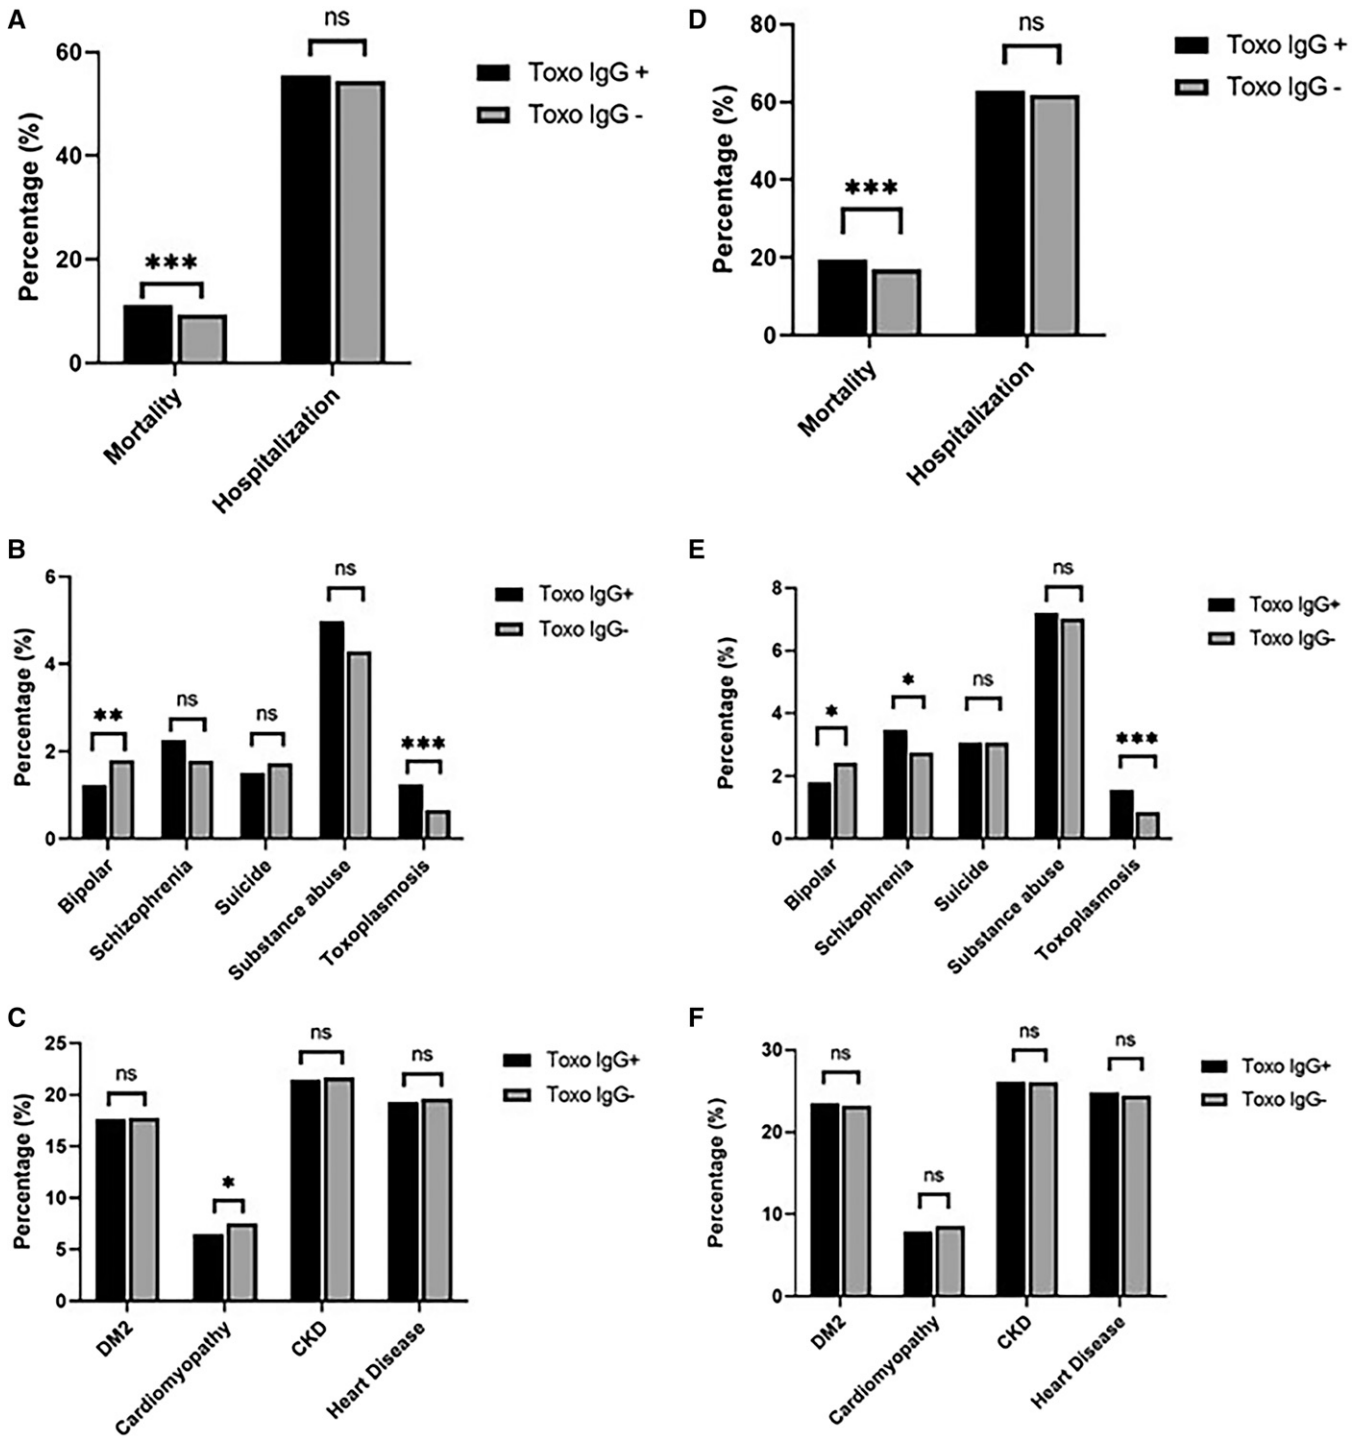 A
ns
60
40
20
0
Percentage (%)
***
Mortality
Hospitalization
Toxo IgG +
Toxo IgG -
D
ns
80
60
40
20
0
Percentage (%)
***
Mortality
Hospitalization
Toxo IgG +
Toxo IgG -
B
6
4
2
0
Percentage (%)
**
ns
ns
ns
***
Bipolar
Schizophrenia
Suicide
Substance abuse
Toxoplasmosis
Toxo IgG+
Toxo IgG-
E
8
6
4
2
0
Percentage (%)
*
*
ns
ns
***
Bipolar
Schizophrenia
Suicide
Substance abuse
Toxoplasmosis
Toxo IgG+
Toxo IgG-
C
25
20
15
10
5
0
Percentage (%)
ns
*
ns
ns
DM2
Cardiomyopathy
CKD
Heart Disease
Toxo IgG+
Toxo IgG-
F
30
20
10
0
Percentage (%)
ns
ns
ns
ns
DM2
Cardiomyopathy
CKD
Heart Disease
Toxo IgG+
Toxo IgG-